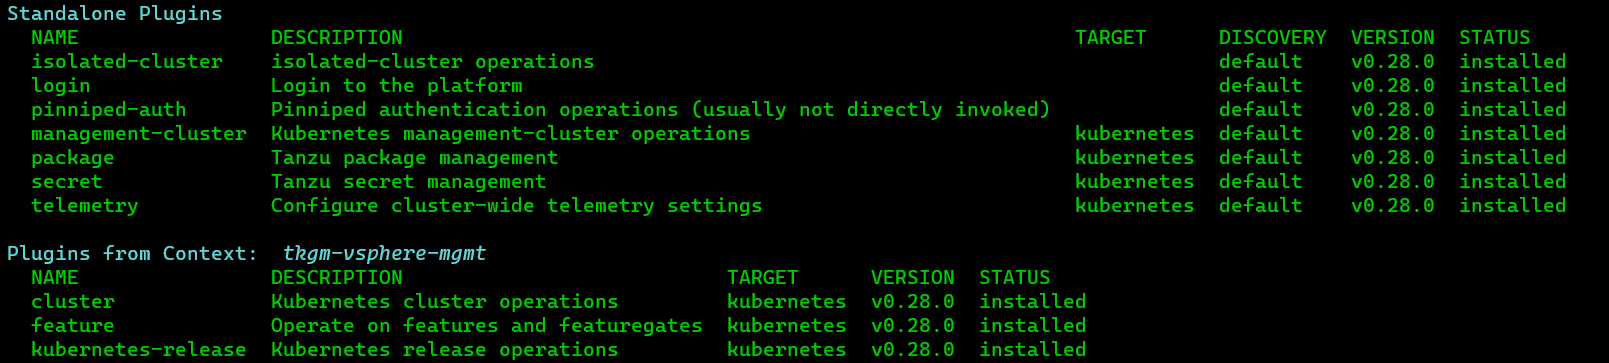 Standalone Plugins
NAME DESCRIPTION TARGET DISCOVERY VERSION STATUS
isolated-cluster isolated-cluster operations default v0.28.0 installed
login Login to the platform default v0.28.0 installed
pinniped-auth Pinniped authentication operations (usually not directly invoked) default v0.28.0 installed
management-cluster Kubernetes management-cluster operations kubernetes default v0.28.0 installed
package Tanzu package management kubernetes default v0.28.0 installed
secret Tanzu secret management kubernetes default v0.28.0 installed
telemetry Configure cluster-wide telemetry settings kubernetes default v0.28.0 installed
Plugins from Context: tkgm-vsphere-mgmt
NAME DESCRIPTION TARGET VERSION STATUS
cluster Kubernetes cluster operations kubernetes v0.28.0 installed
feature Operate on features and featuregates kubernetes v0.28.0 installed
kubernetes-release Kubernetes release operations kubernetes v0.28.0 installed